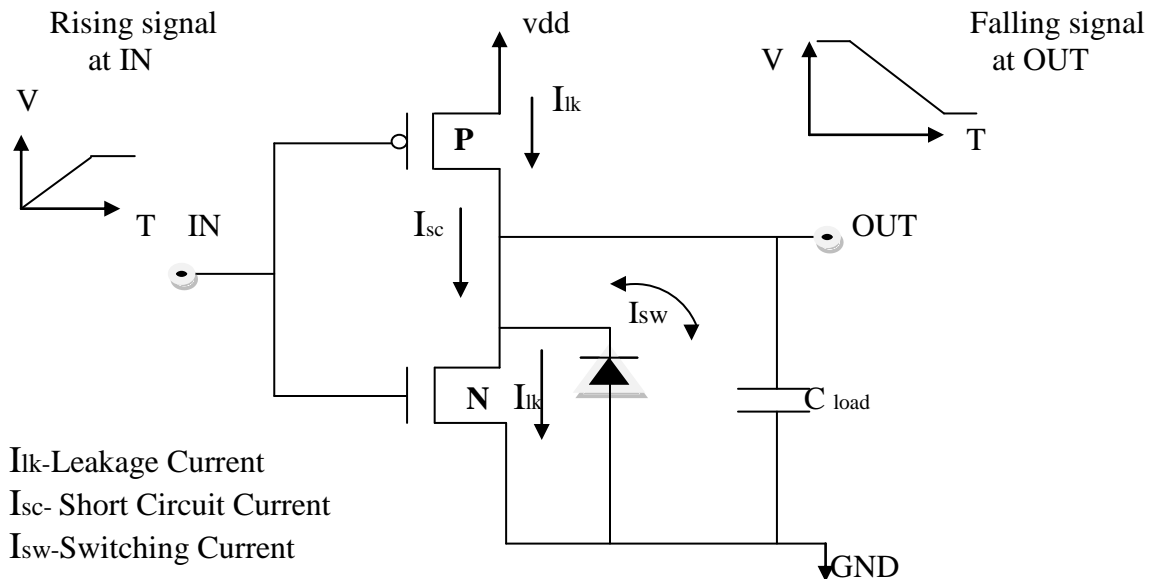 Rising signal
at IN
V
T
IN
vdd
Ilk
P
Isc
Falling signal
at OUT
V
T
OUT
Isw
N
Ilk
C load
GND
Ilk-Leakage Current
Isc- Short Circuit Current
Isw-Switching Current